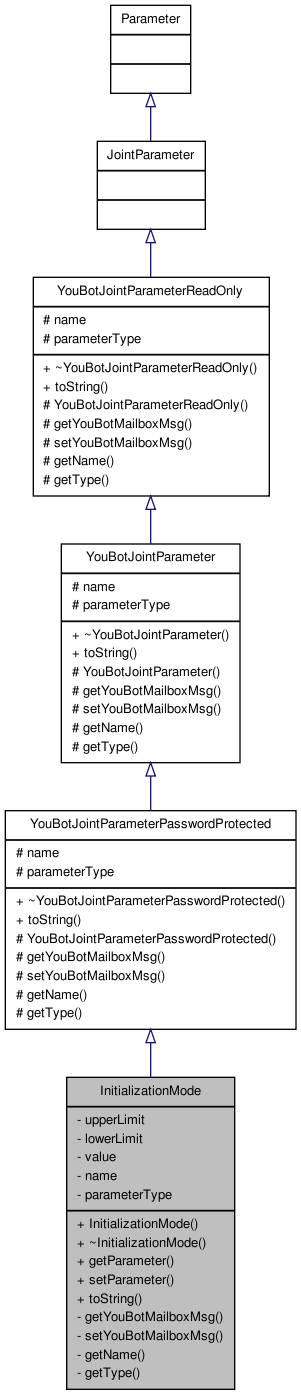 Parameter
JointParameter
YouBotJointParameterReadOnly
# name
# parameterType
+ ~YouBotJointParameterReadOnly()
+ toString()
# YouBotJointParameterReadOnly()
# getYouBotMailboxMsg()
# setYouBotMailboxMsg()
# getName()
# getType()
YouBotJointParameter
# name
# parameterType
+ ~YouBotJointParameter()
+ toString()
# YouBotJointParameter()
# getYouBotMailboxMsg()
# setYouBotMailboxMsg()
# getName()
# getType()
YouBotJointParameterPasswordProtected
# name
# parameterType
+ ~YouBotJointParameterPasswordProtected()
+ toString()
# YouBotJointParameterPasswordProtected()
# getYouBotMailboxMsg()
# setYouBotMailboxMsg()
# getName()
# getType()
InitializationMode
- upperLimit
- lowerLimit
- value
- name
- parameterType
+ InitializationMode()
+ ~InitializationMode()
+ getParameter()
+ setParameter()
+ toString()
- getYouBotMailboxMsg()
- setYouBotMailboxMsg()
- getName()
- getType()